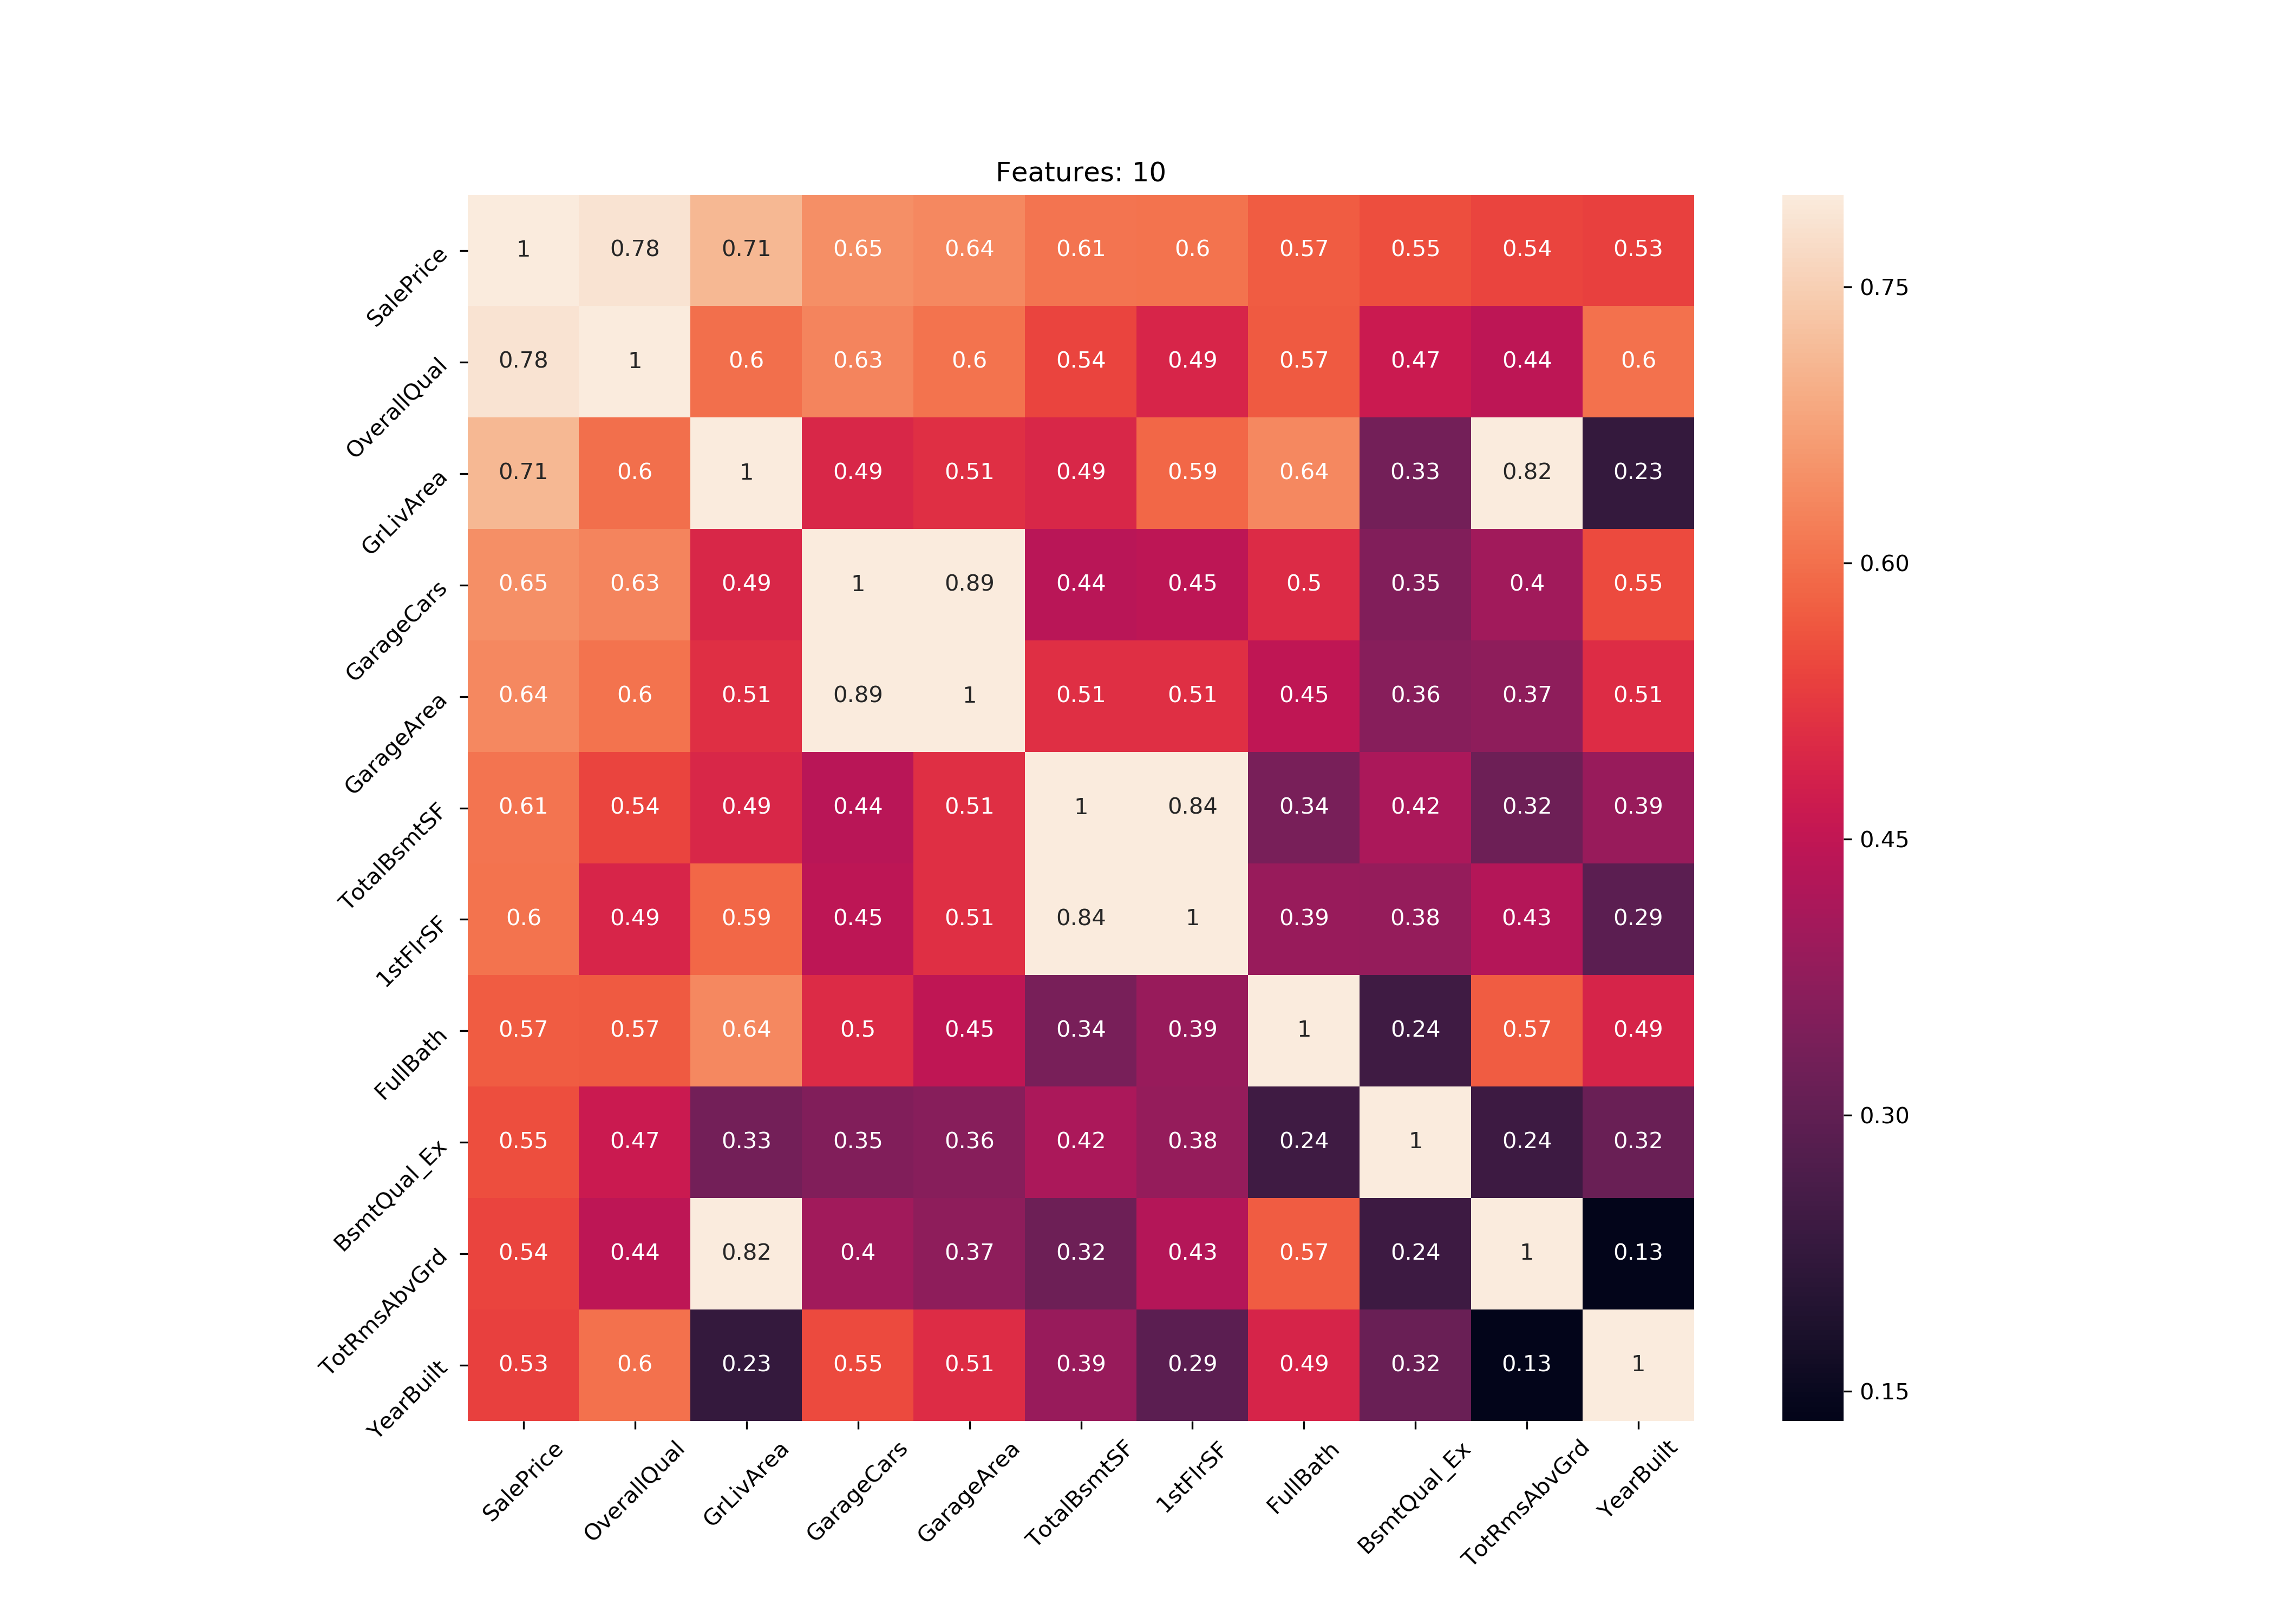 Features: 10
SalePrice 1 0.78 0.71 0.65 0.64 0.61 0.6 0.57 0.55 0.54 0.53
OverallQual 0.78 1 0.6 0.63 0.6 0.54 0.49 0.57 0.47 0.44 0.6
GrLivArea 0.71 0.6 1 0.49 0.51 0.49 0.59 0.64 0.33 0.82 0.23
GarageCars 0.65 0.63 0.49 1 0.89 0.44 0.45 0.5 0.35 0.4 0.55
GarageArea 0.64 0.6 0.51 0.89 1 0.51 0.51 0.45 0.36 0.37 0.51
TotalBsmtSF 0.61 0.54 0.49 0.44 0.51 1 0.84 0.34 0.42 0.32 0.39
1stFlrSF 0.6 0.49 0.59 0.45 0.51 0.84 1 0.39 0.38 0.43 0.29
FullBath 0.57 0.57 0.64 0.5 0.45 0.34 0.39 1 0.24 0.57 0.49
BsmtQual_Ex 0.55 0.47 0.33 0.35 0.36 0.42 0.38 0.24 1 0.24 0.32
TotRmsAbvGrd 0.54 0.44 0.82 0.4 0.37 0.32 0.43 0.57 0.24 1 0.13
YearBuilt 0.53 0.6 0.23 0.55 0.51 0.39 0.29 0.49 0.32 0.13 1
SalePrice OverallQual GrLivArea GarageCars GarageArea TotalBsmtSF 1stFlrSF FullBath BsmtQual_Ex TotRmsAbvGrd YearBuilt
0.75
0.60
0.45
0.30
0.15